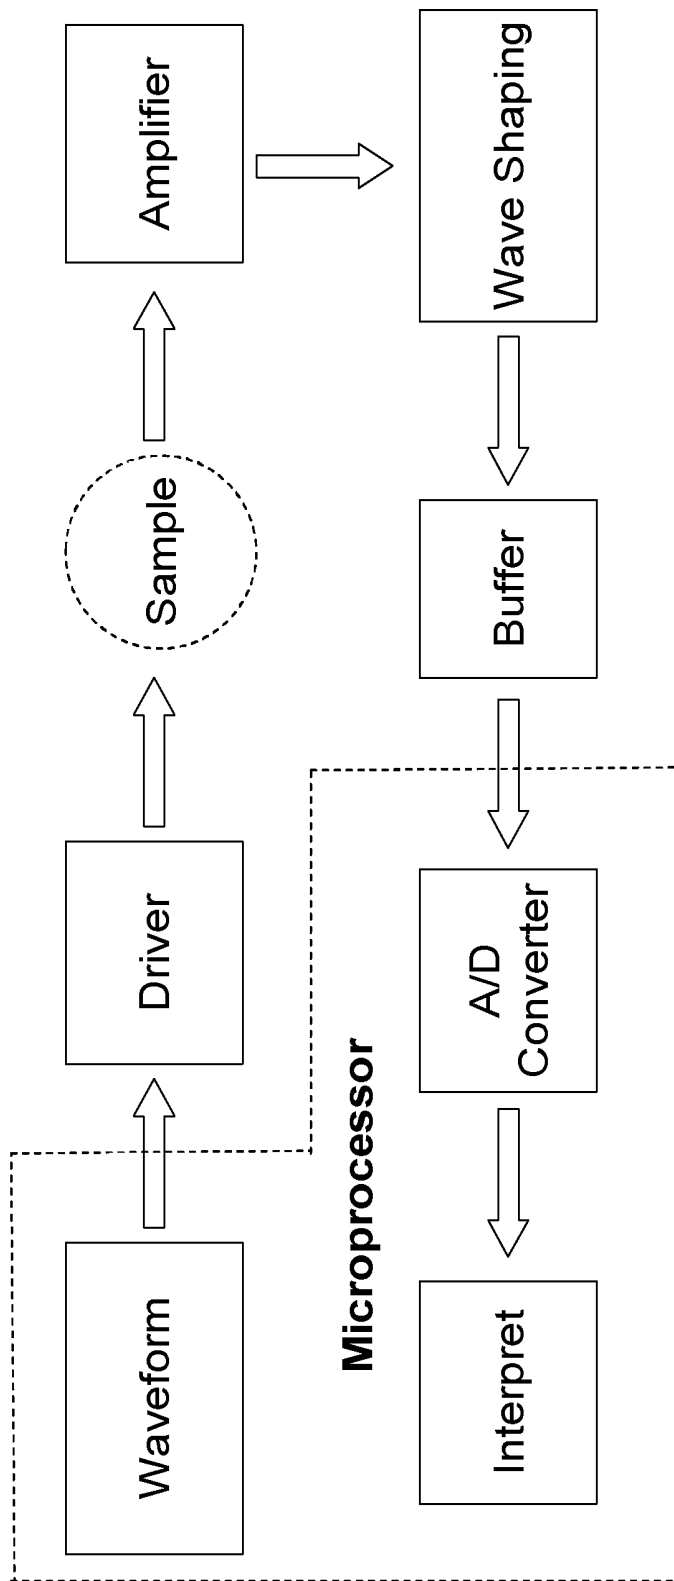 Waveform
Driver
Sample
Amplifier
Microprocessor
Interpret
A/D
Converter
Buffer
Wave Shaping